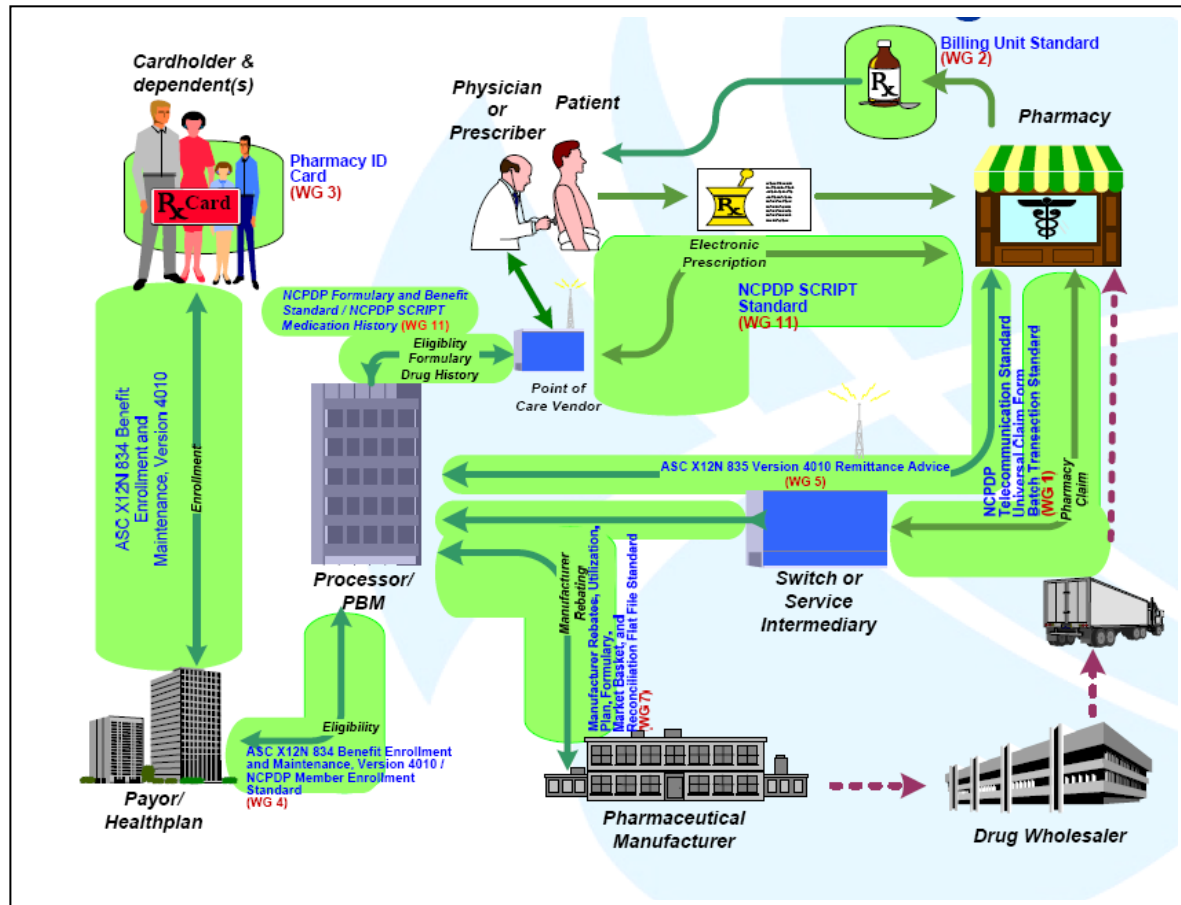 Cardholder &
dependent(s)
Rx Card
Pharmacy ID
Card
(WG 3)
Physician
or
Prescriber
Patient
Billing Unit Standard
(WG 2)
Rx
Pharmacy
Rx
Electronic
Prescription
NCPDP SCRIPT
Standard
(WG 11)
NCPDP Formulary and Benefit
Standard / NCPDP SCRIPT
Medication History (WG 11)
Eligiblity
Formulary
Drug History
Point of
Care Vendor
ASC X12N 834 Benefit
Enrollment and
Maintenance, Version 4010
Enrollment
Processor/
PBM
ASC X12N 835 Version 4010 Remittance Advice
(WG 5)
NCPDP
Telecommunication Standard
Universal Claim Form
Batch Transaction Standard
(WG 1)
Pharmacy
Claim
Switch or
Service
Intermediary
Manufacturer
Rebating
Manufacturer Rebates, Utilization,
Plan, Formulary,
Market Basket, and
Reconciliation Flat File Standard
(WG 7)
Eligibility
ASC X12N 834 Benefit Enrollment
and Maintenance, Version 4010 /
NCPDP Member Enrollment
Standard
(WG 4)
Payor/
Healthplan
Pharmaceutical
Manufacturer
Drug Wholesaler